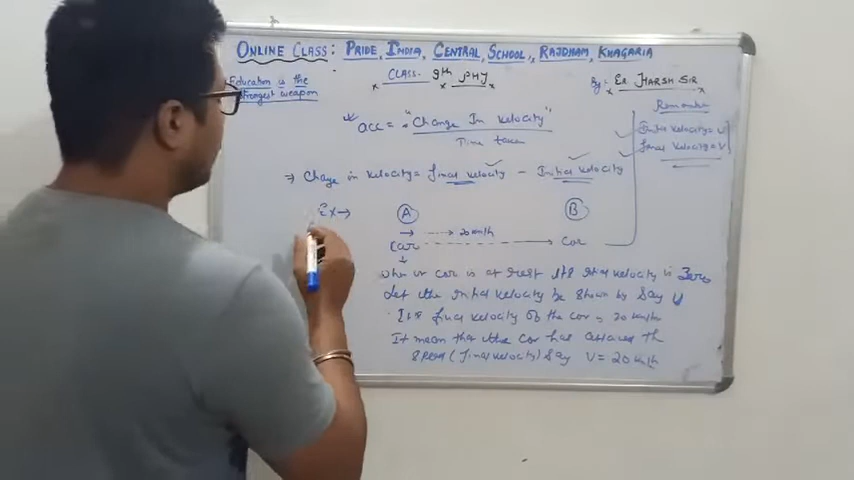 ONLINE CLASS: PRIDE, INDIA, CENTRAL, SCHOOL, RAJDHAM, KHAGARIA
Education is the
strongest weapon
CLASS- 9th PHY
By:- Er HARSH SIR
Acc = "Change In velocity"
Time taken
Remember
Initial velocity = U
final velocity = V
⇒ Change in velocity = final velocity - Initial velocity
Ex→
A
B
→ 20 km/h
Car
Car
when car is at rest its velocity is Zero
Let the Initial velocity be shown by Say U
Its final velocity of the car = 20 km/h
It mean that the car has the
Speed (final velocity) Say V = 20 km/h